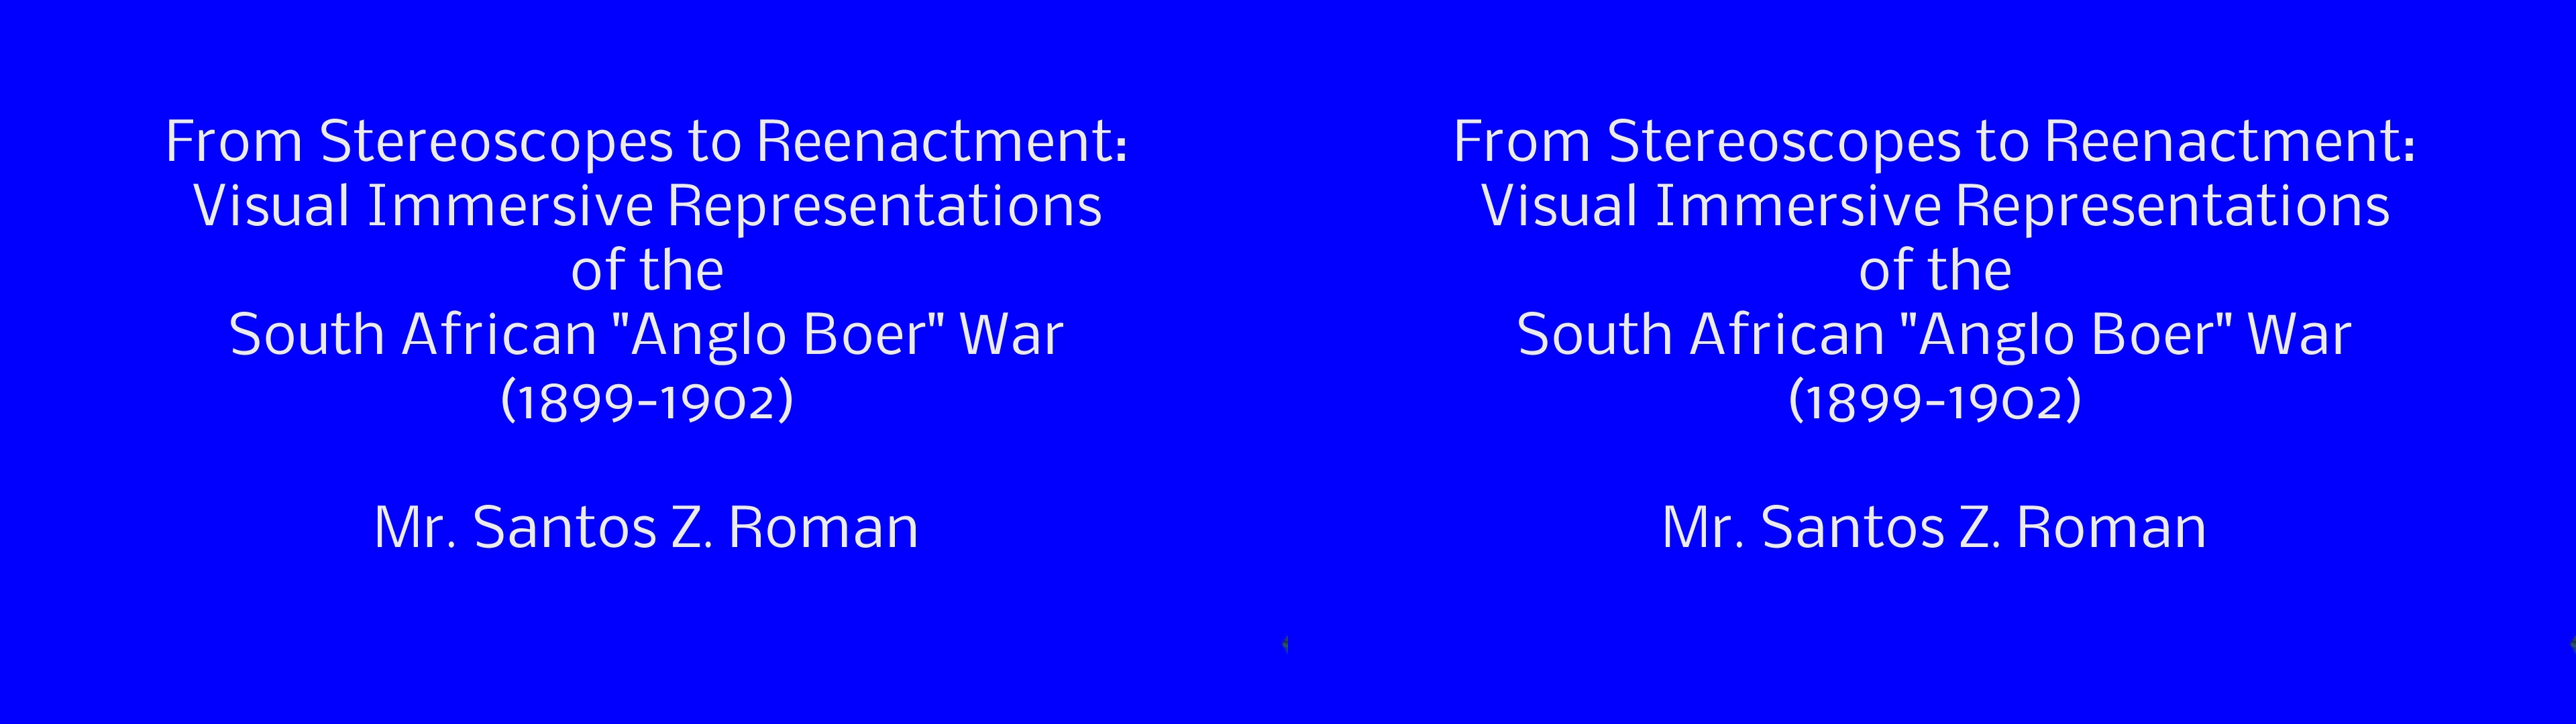 From Stereoscopes to Reenactment:
Visual Immersive Representations
of the
South African "Anglo Boer" War
(1899-1902)
Mr. Santos Z. Roman
From Stereoscopes to Reenactment:
Visual Immersive Representations
of the
South African "Anglo Boer" War
(1899-1902)
Mr. Santos Z. Roman